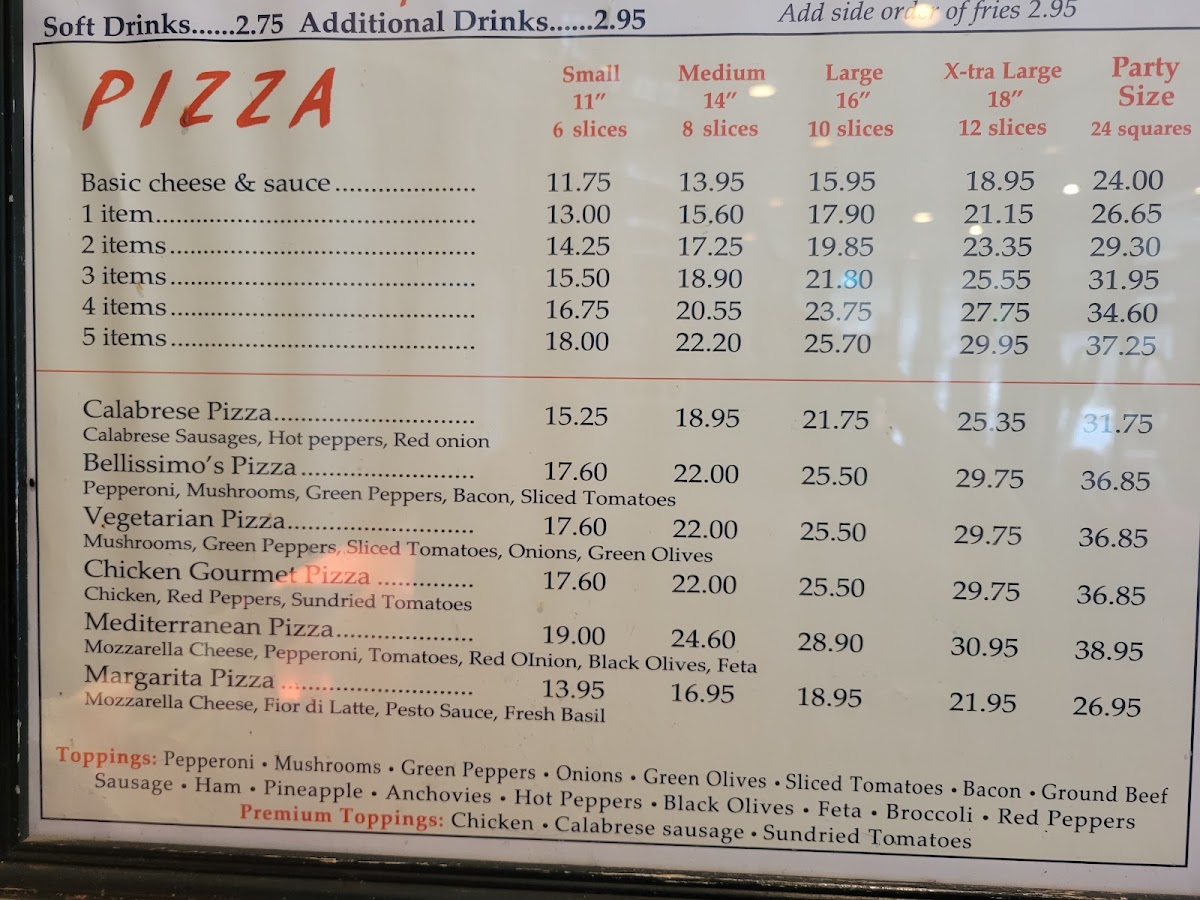 Soft Drinks......2.75 Additional Drinks......2.95
Add side order of fries 2.95
PIZZA
Small Medium Large X-tra Large Party Size
11" 14" 16" 18"
6 slices 8 slices 10 slices 12 slices 24 squares
Basic cheese & sauce.................... 11.75 13.95 15.95 18.95 24.00
1 item............................................. 13.00 15.60 17.90 21.15 26.65
2 items........................................... 14.25 17.25 19.85 23.35 29.30
3 items........................................... 15.50 18.90 21.80 25.55 31.95
4 items........................................... 16.75 20.55 23.75 27.75 34.60
5 items........................................... 18.00 22.20 25.70 29.95 37.25
Calabrese Pizza............................ 15.25 18.95 21.75 25.35 31.75
Calabrese Sausages, Hot peppers, Red onion
Bellissimo's Pizza........................ 17.60 22.00 25.50 29.75 36.85
Pepperoni, Mushrooms, Green Peppers, Bacon, Sliced Tomatoes
Vegetarian Pizza.......................... 17.60 22.00 25.50 29.75 36.85
Mushrooms, Green Peppers, Sliced Tomatoes, Onions, Green Olives
Chicken Gourmet Pizza ............. 17.60 22.00 25.50 29.75 36.85
Chicken, Red Peppers, Sundried Tomatoes
Mediterranean Pizza................... 19.00 24.60 28.90 30.95 38.95
Mozzarella Cheese, Pepperoni, Tomatoes, Red OInion, Black Olives, Feta
Margarita Pizza ........................... 13.95 16.95 18.95 21.95 26.95
Mozzarella Cheese, Fior di Latte, Pesto Sauce, Fresh Basil
Toppings: Pepperoni • Mushrooms • Green Peppers • Onions • Green Olives • Sliced Tomatoes • Bacon • Ground Beef
Sausage • Ham • Pineapple • Anchovies • Hot Peppers • Black Olives • Feta • Broccoli • Red Peppers
Premium Toppings: Chicken • Calabrese sausage • Sundried Tomatoes